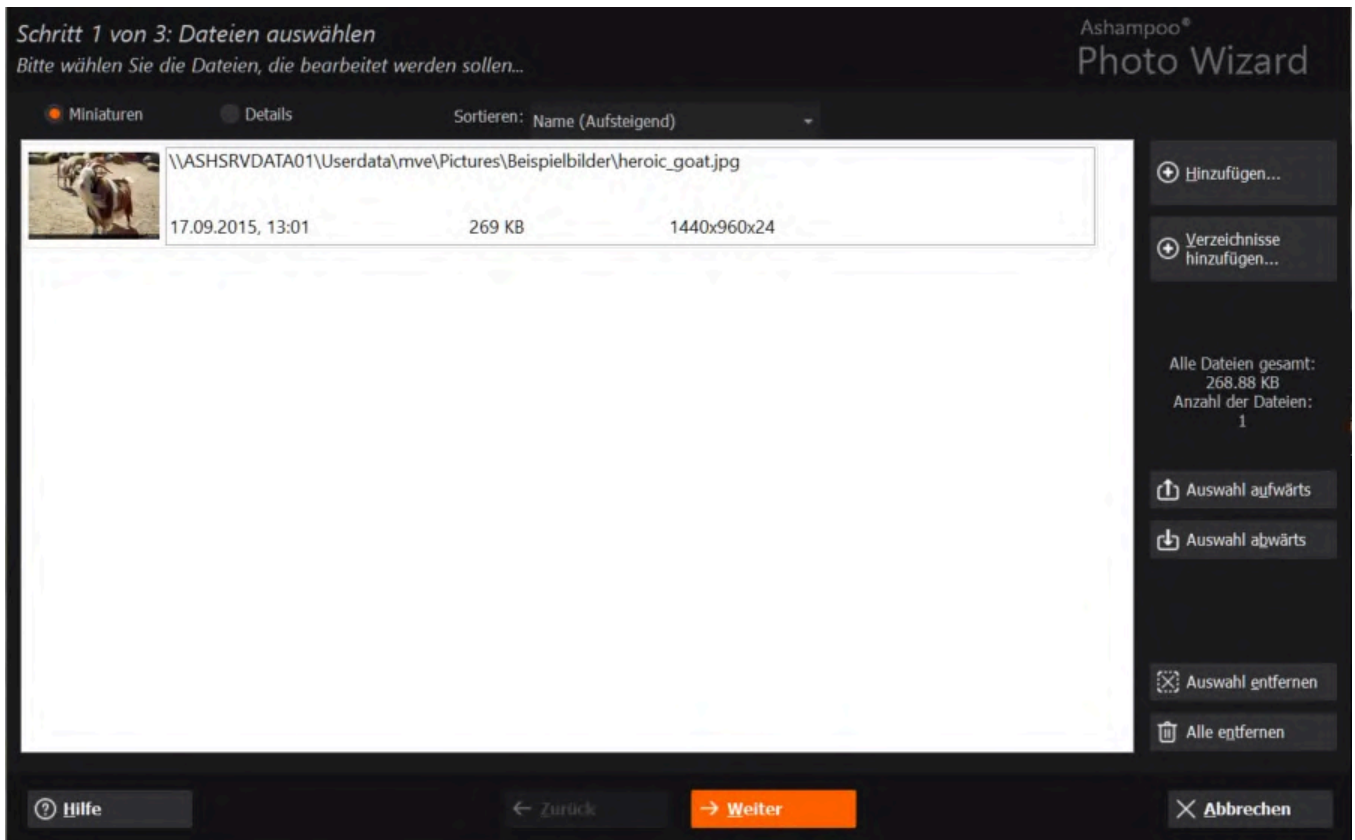 Schritt 1 von 3: Dateien auswählen
Bitte wählen Sie die Dateien, die bearbeitet werden sollen...
Ashampoo®
Photo Wizard
Miniaturen
Details
Sortieren: Name (Aufsteigend)
\\ASHSRVDATA01\Userdata\mve\Pictures\Beispielbilder\heroic_goat.jpg
17.09.2015, 13:01 269 KB 1440x960x24
Hinzufügen...
Verzeichnisse
hinzufügen...
Alle Dateien gesamt:
268.88 KB
Anzahl der Dateien:
1
Auswahl aufwärts
Auswahl abwärts
Auswahl entfernen
Alle entfernen
Hilfe
Zurück
Weiter
Abbrechen